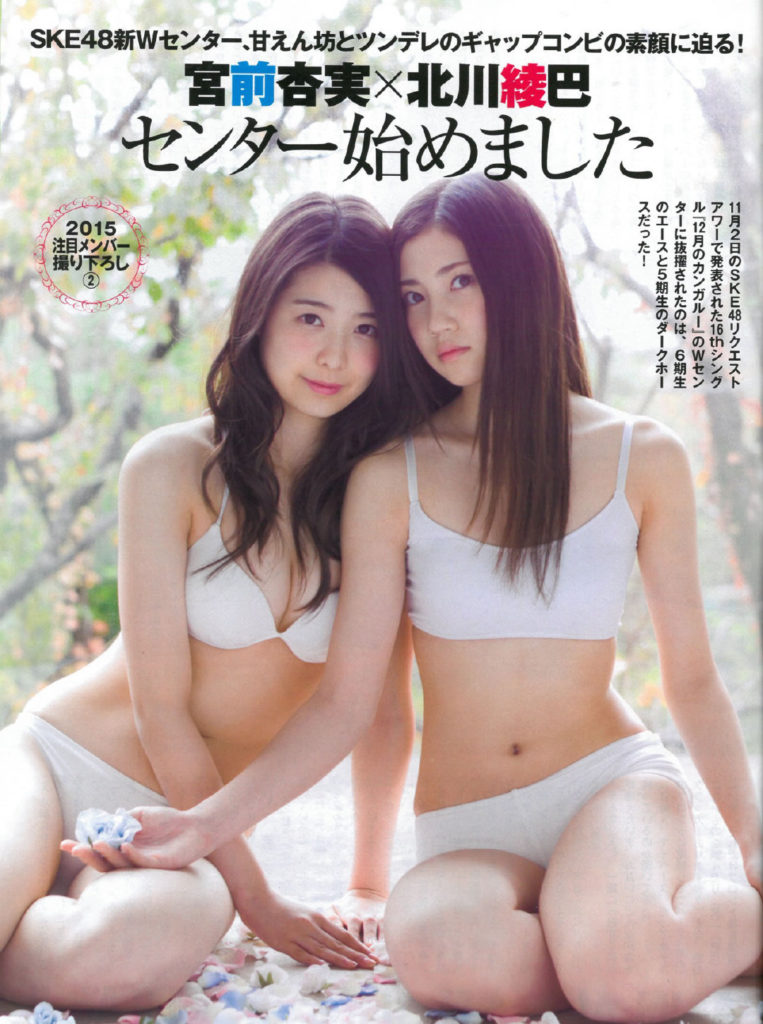 SKE48新Wセンター、甘えん坊とツンデレのギャップコンビの素顔に迫る!
宮前杏実×北川綾巴
センター始めました
2015
注目メンバー
撮り下ろし
②
11月2日のSKE48リクエスト
アワーで発表された16thシング
ル「12月のカンガルー」のWセン
ターに抜擢されたのは、6期生
のエースと5期生のダークホー
スだった!